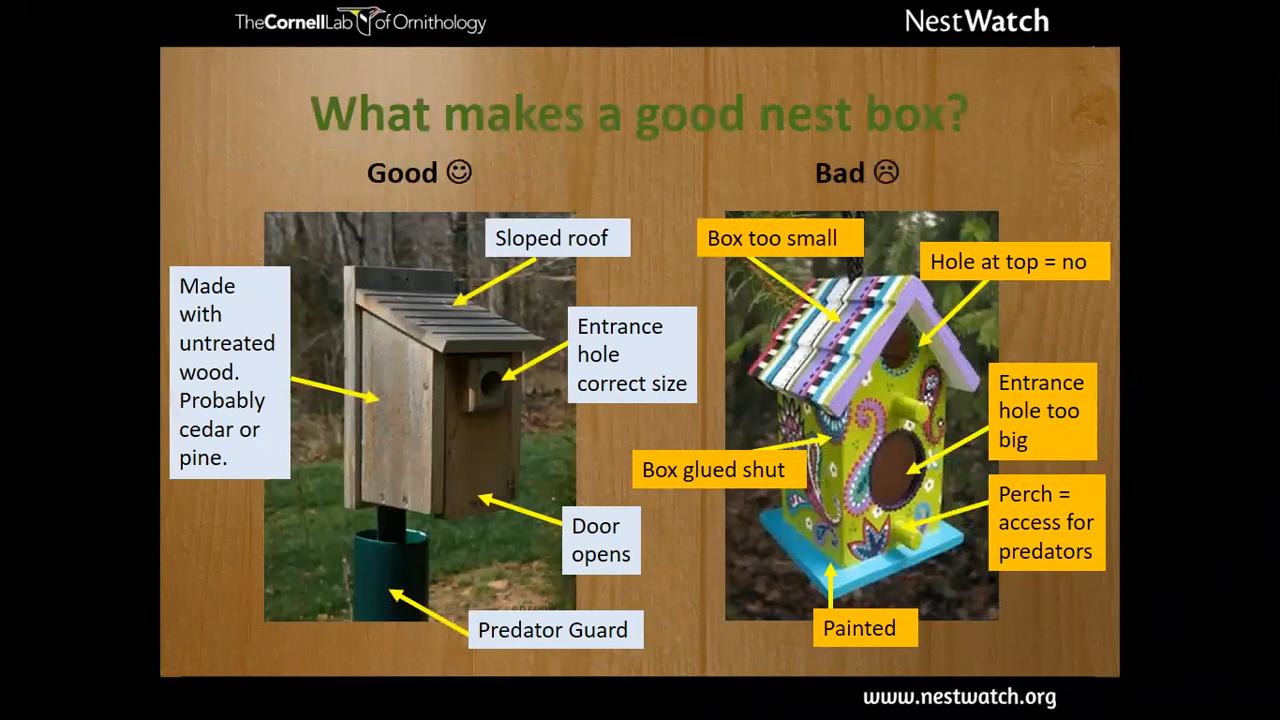 TheCornellLab of Ornithology
NestWatch
What makes a good nest box?
Good ☺
Bad ☹
Sloped roof
Made
with
untreated
wood.
Probably
cedar or
pine.
Entrance
hole
correct size
Door
opens
Predator Guard
Box too small
Hole at top = no
Entrance
hole too
big
Box glued shut
Perch =
access for
predators
Painted
www.nestwatch.org